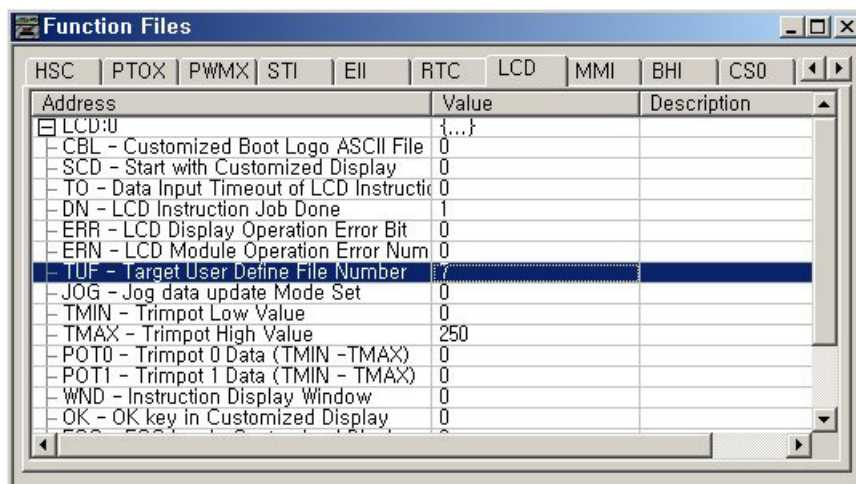 Function Files
HSC PTOX PWMX STI EII RTC LCD MMI BHI CS0
Address Value Description
LCD:0 {...}
CBL - Customized Boot Logo ASCII File 0
SCD - Start with Customized Display 0
TO - Data Input Timeout of LCD Instructi 0
DN - LCD Instruction Job Done 1
ERR - LCD Display Operation Error Bit 0
ERN - LCD Module Operation Error Num 0
TUF - Target User Define File Number 7
JOG - Jog data update Mode Set 0
TMIN - Trimpot Low Value 0
TMAX - Trimpot High Value 250
POT0 - Trimpot 0 Data (TMIN -TMAX) 0
POT1 - Trimpot 1 Data (TMIN - TMAX) 0
WND - Instruction Display Window 0
OK - OK key in Customized Display 0